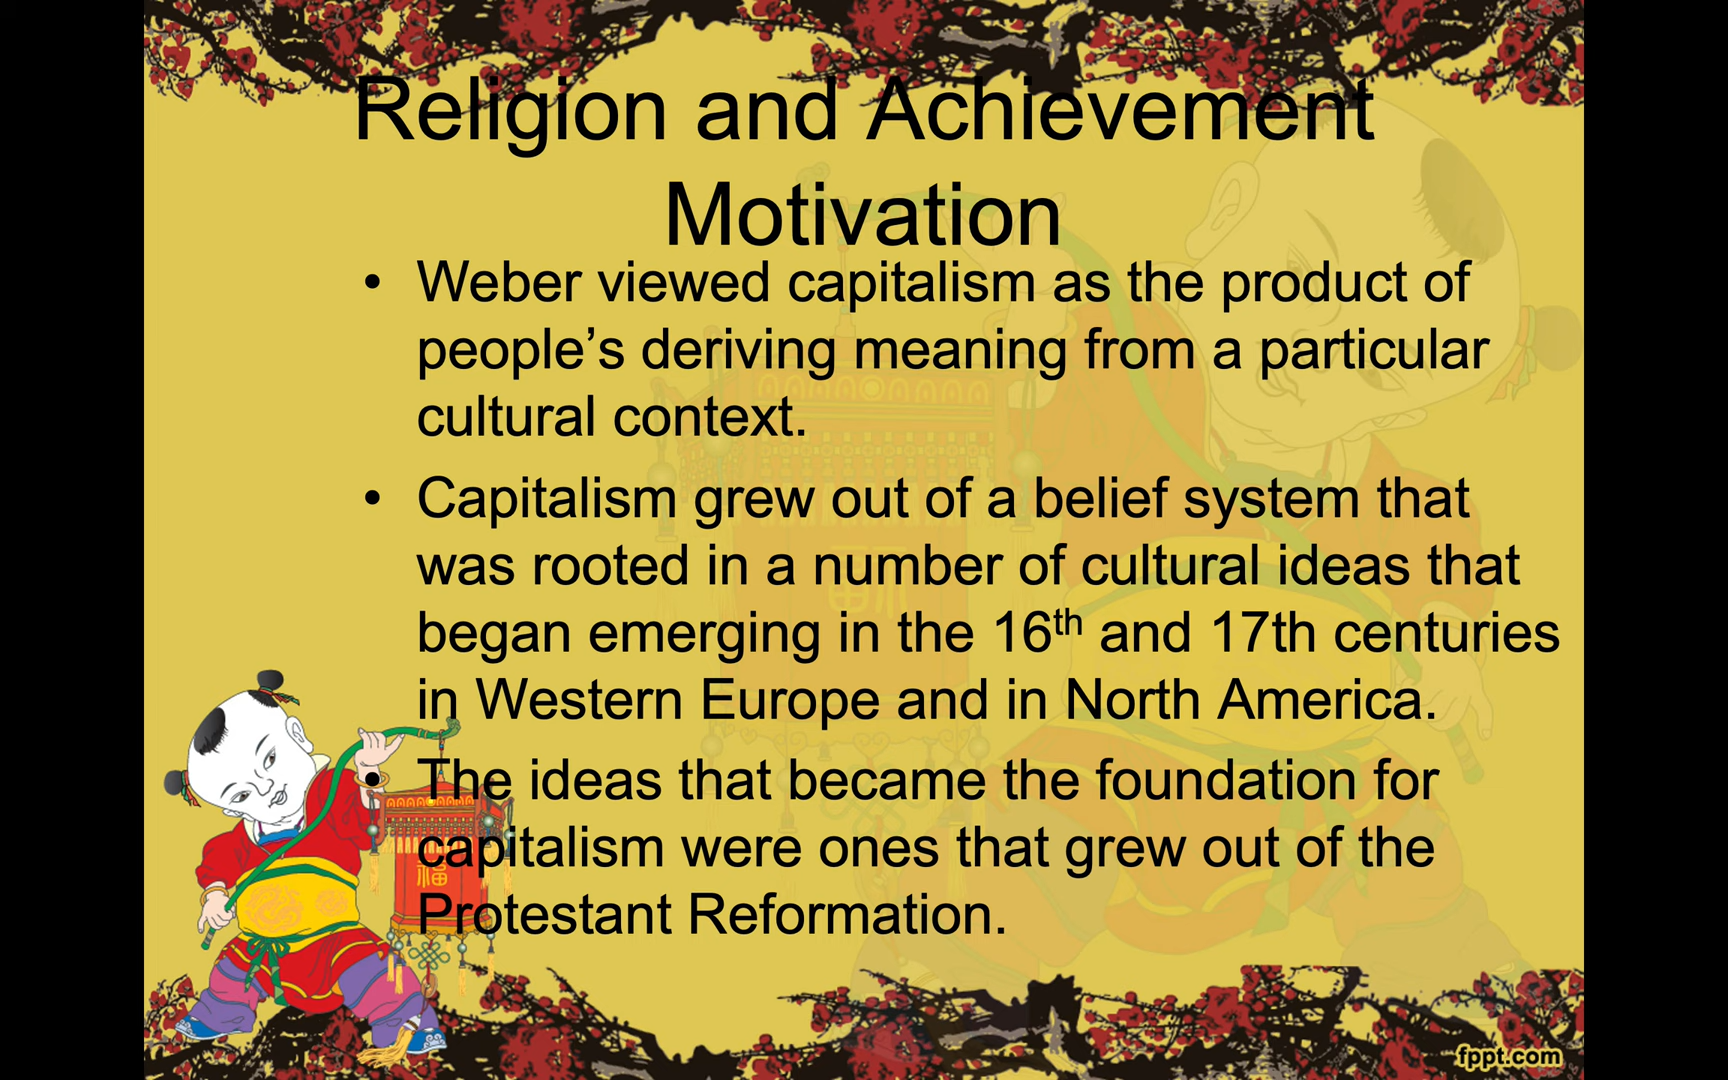 Religion and Achievement
Motivation
• Weber viewed capitalism as the product of
people’s deriving meaning from a particular
cultural context.
• Capitalism grew out of a belief system that
was rooted in a number of cultural ideas that
began emerging in the 16th and 17th centuries
in Western Europe and in North America.
• The ideas that became the foundation for
capitalism were ones that grew out of the
Protestant Reformation.
福
fppt.com